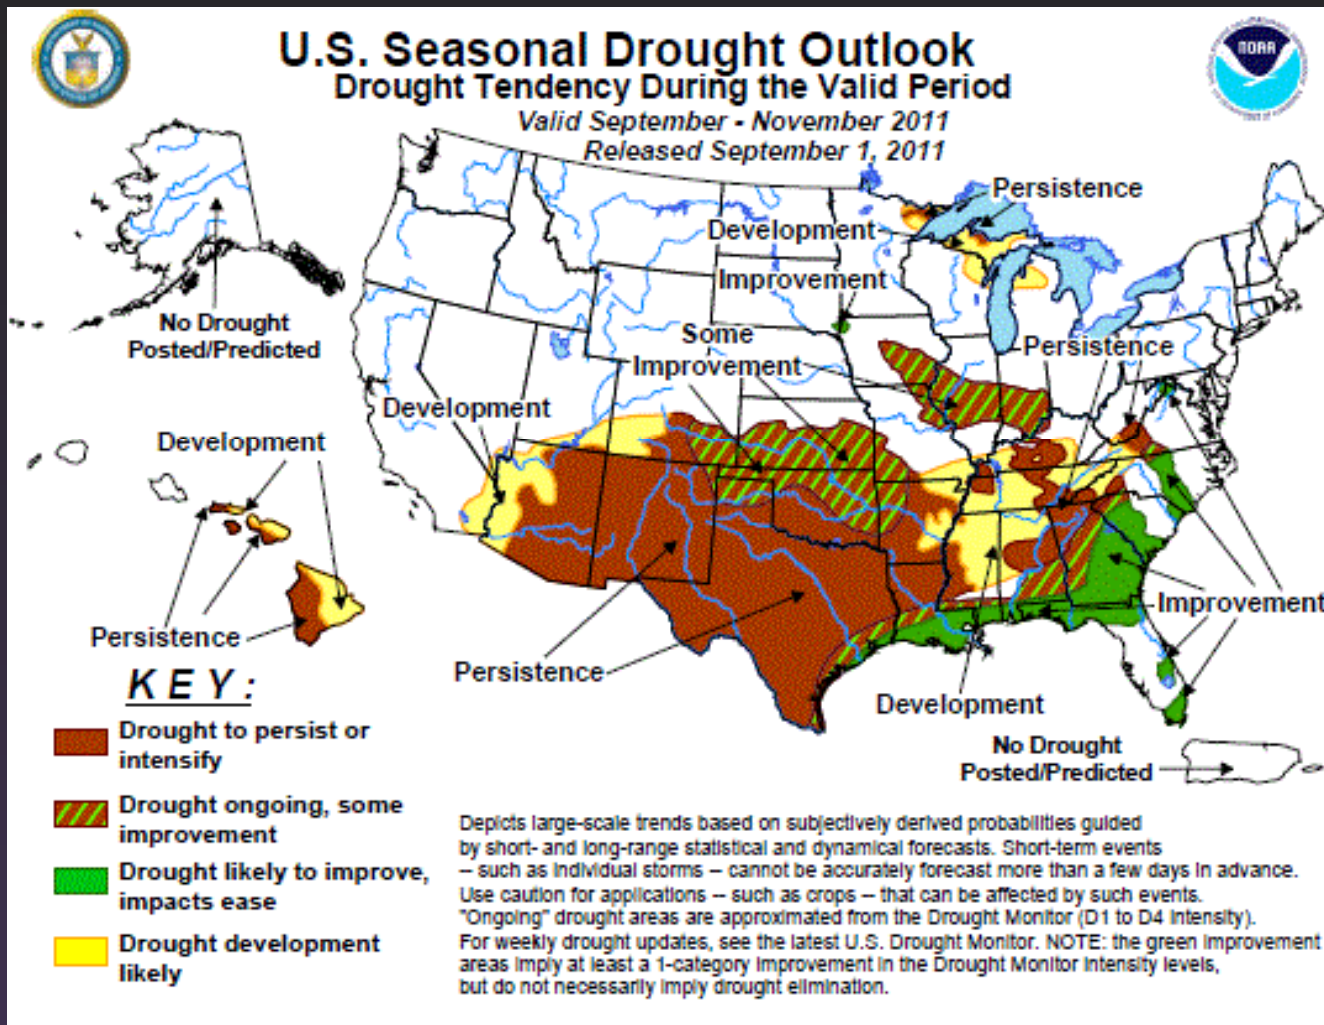 U.S. Seasonal Drought Outlook
Drought Tendency During the Valid Period
Valid September - November 2011
Released September 1, 2011
NOAA
Persistence
Development
Improvement
No Drought
Posted/Predicted
Some
Improvement
Persistence
Development
Development
Improvement
Persistence
Persistence
Development
No Drought
Posted/Predicted
KEY:
Drought to persist or
intensify
Drought ongoing, some
improvement
Drought likely to improve,
impacts ease
Drought development
likely
Depicts large-scale trends based on subjectively derived probabilities guided
by short- and long-range statistical and dynamical forecasts. Short-term events
-- such as individual storms -- cannot be accurately forecast more than a few days in advance.
Use caution for applications -- such as crops -- that can be affected by such events.
"Ongoing" drought areas are approximated from the Drought Monitor (D1 to D4 intensity).
For weekly drought updates, see the latest U.S. Drought Monitor. NOTE: the green improvement
areas imply at least a 1-category improvement in the Drought Monitor intensity levels,
but do not necessarily imply drought elimination.